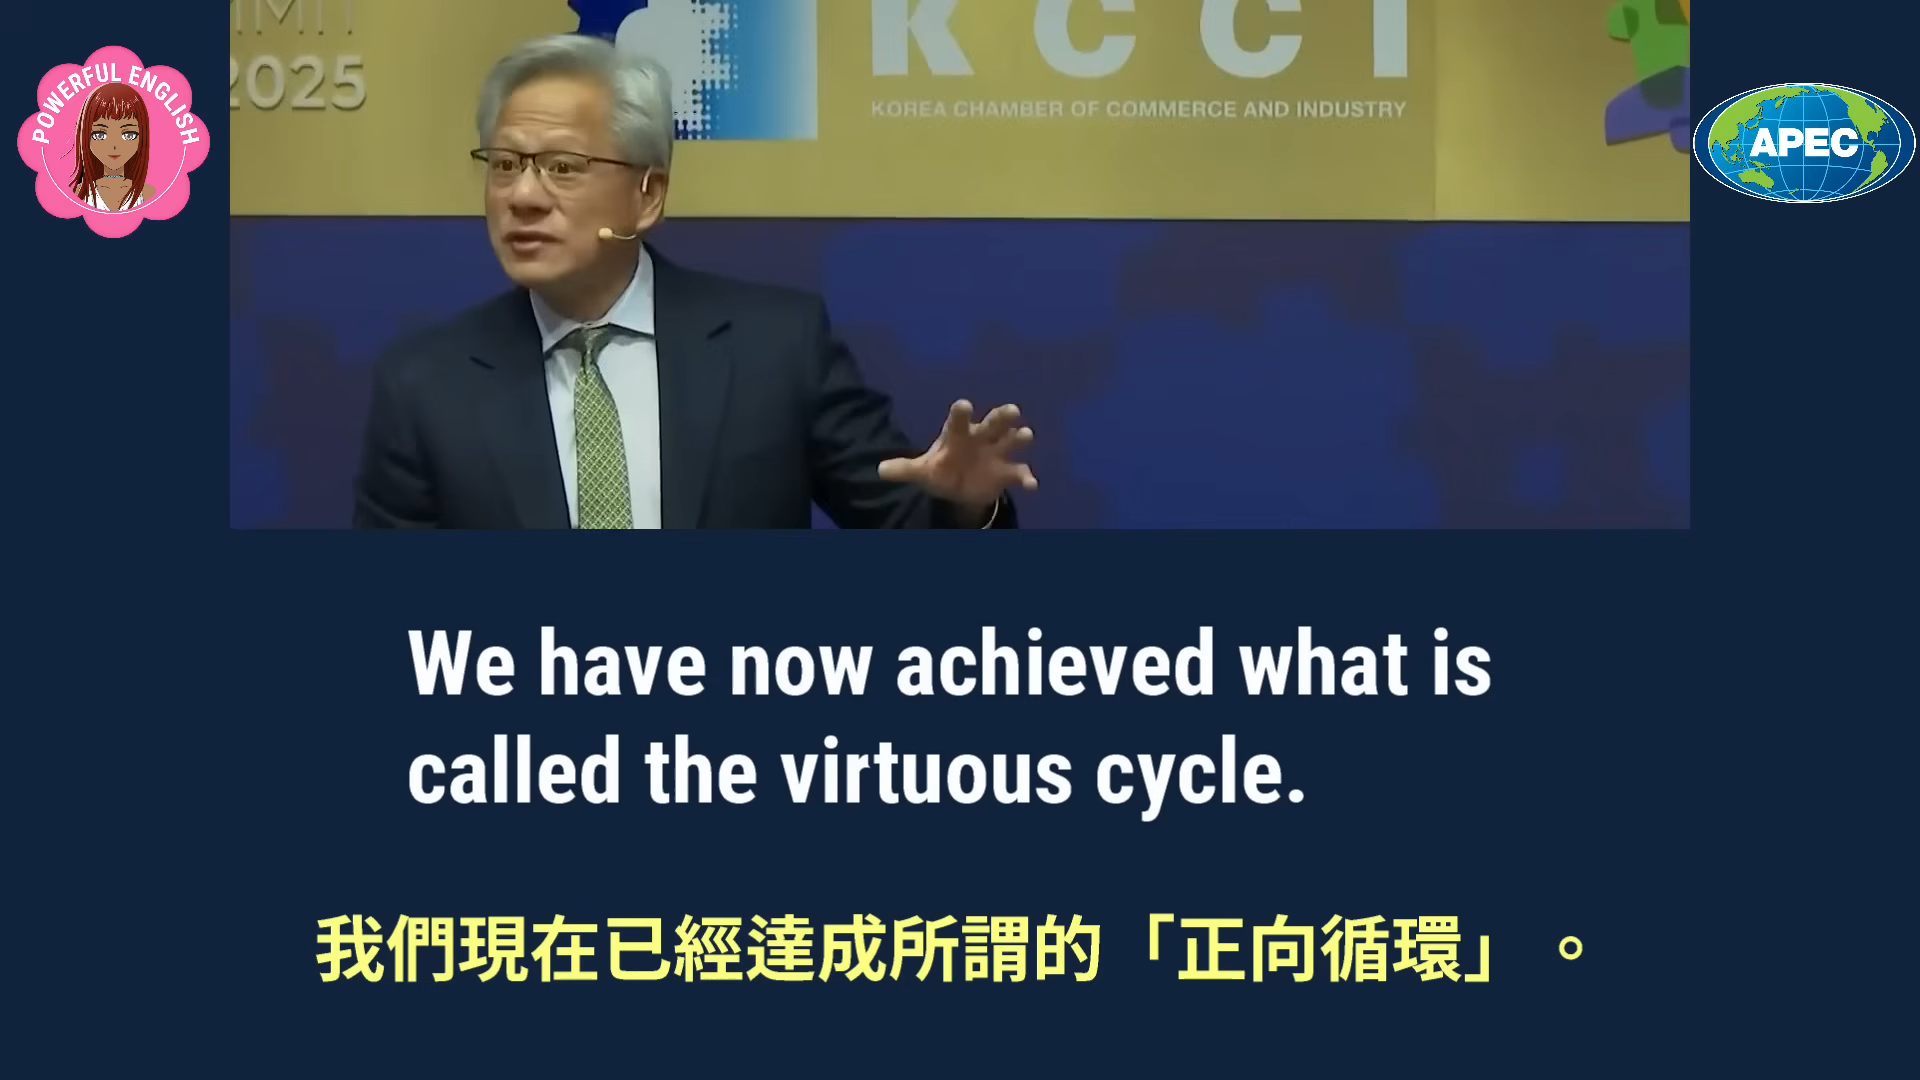 2025
KCCI
KOREA CHAMBER OF COMMERCE AND INDUSTRY
POWERFUL ENGLISH
APEC
We have now achieved what is
called the virtuous cycle.
我們現在已經達成所謂的「正向循環」。